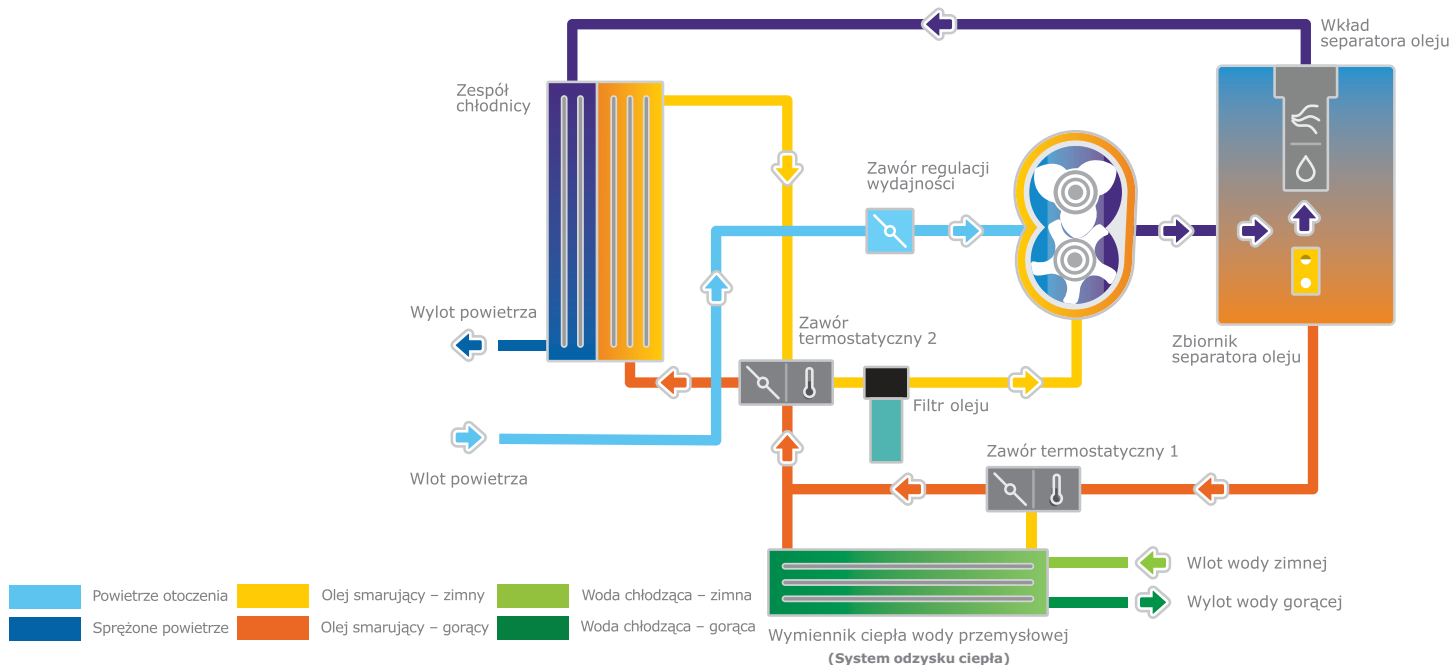 Wkład
separatora oleju
Zespół
chłodnicy
Zawór regulacji
wydajności
Wylot powietrza
Zawór
termostatyczny 2
Zbiornik
separatora oleju
Filtr oleju
Zawór termostatyczny 1
Wlot powietrza
Wlot wody zimnej
Wylot wody gorącej
Powietrze otoczenia
Olej smarujący – zimny
Woda chłodząca – zimna
Sprężone powietrze
Olej smarujący – gorący
Woda chłodząca – gorąca
Wymiennik ciepła wody przemysłowej
(System odzysku ciepła)